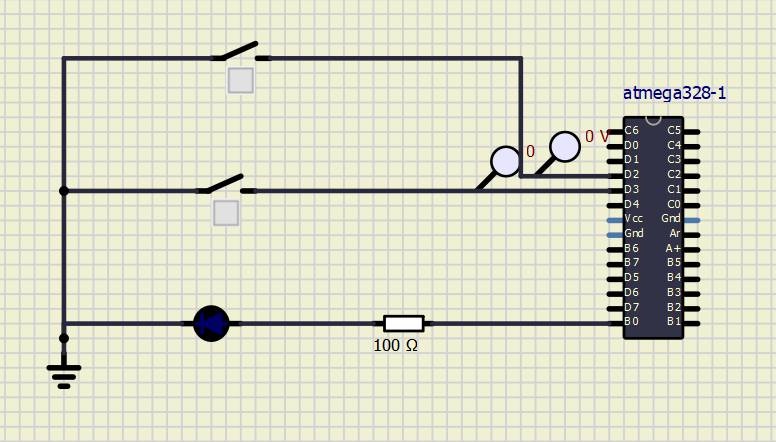 atmega328-1
0
0 V
C6 C5
D0 C4
D1 C3
D2 C2
D3 C1
D4 C0
Vcc Gnd
Gnd Ar
B6 A+
B7 B5
D5 B4
D6 B3
D7 B2
B0 B1
100 Ω